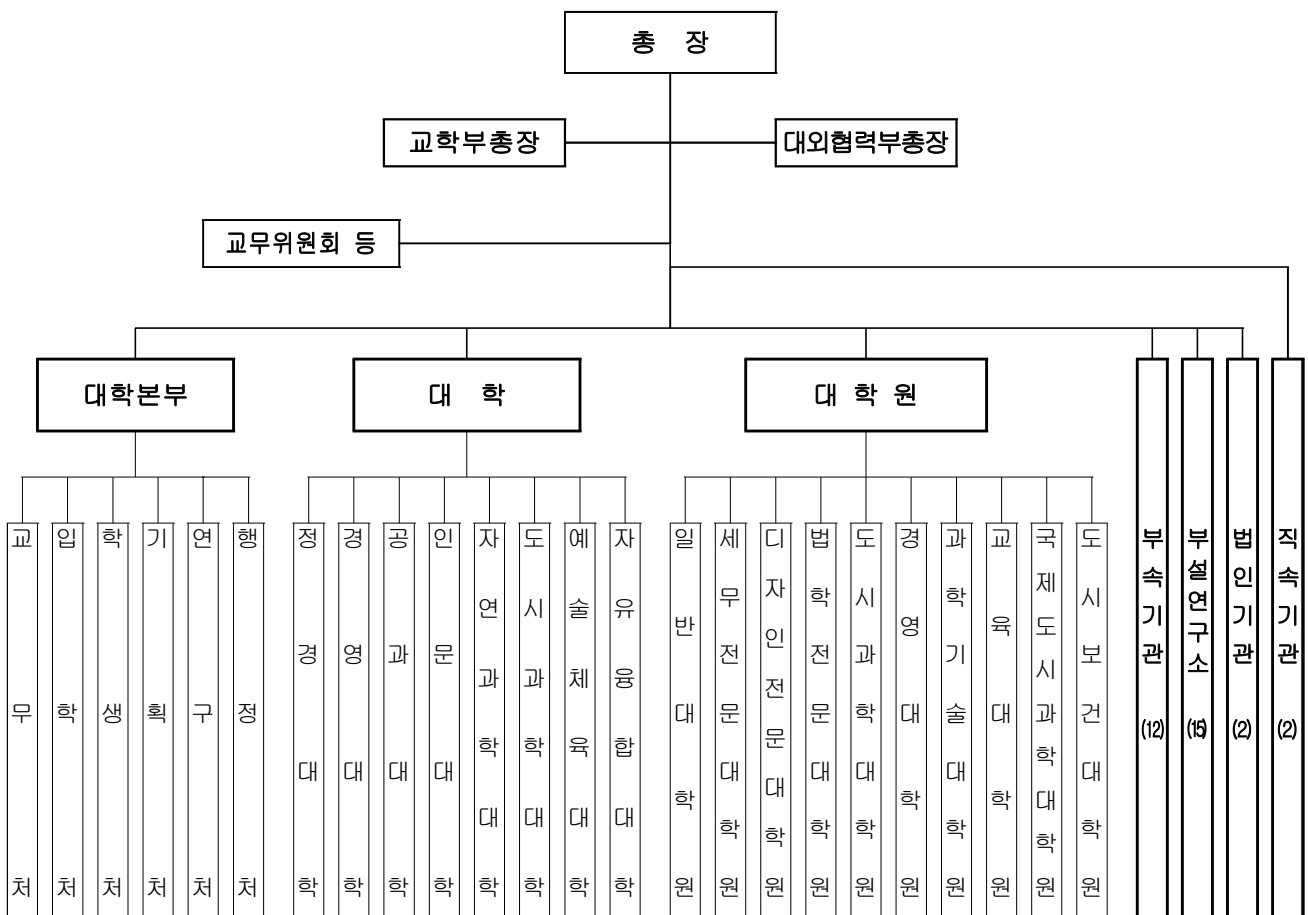 총 장
교학부총장
대외협력부총장
교무위원회 등
대학본부
대 학
대 학 원
교무처
입학처
학생처
기획처
연구처
행정처
정경대학
경영대학
공과대학
인문대학
자연과학대학
도시과학대학
예술체육대학
자유융합대학
일반대학원
세무전문대학원
디자인전문대학원
법학전문대학원
도시과학대학원
경영대학원
과학기술대학원
교육대학원
국제도시과학대학원
도시보건대학원
부속기관 (12)
부설연구소 (15)
법인기관 (2)
직속기관 (2)